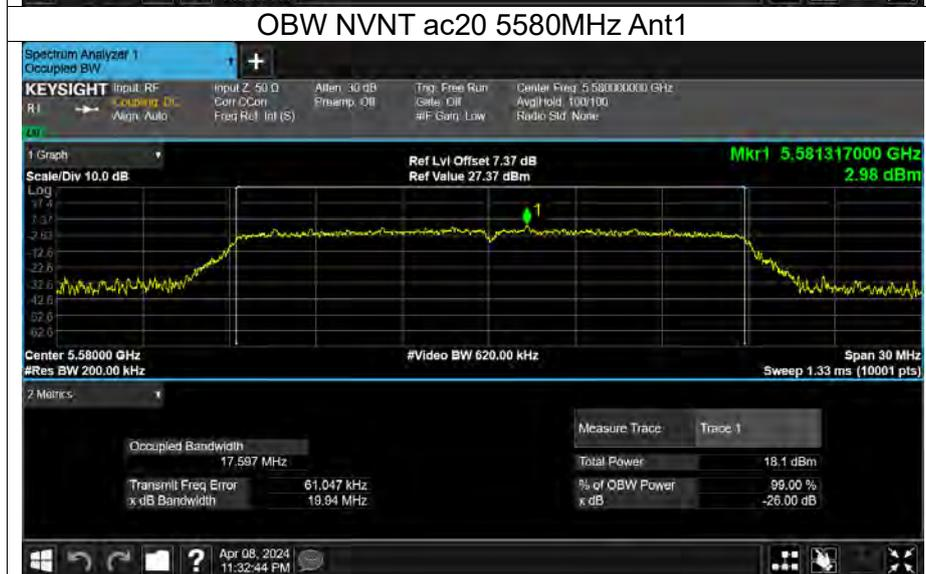 OBW NVNT ac20 5580MHz Ant1
Spectrum Analyzer 1
Occupied BW
KEYSIGHT Input: RF Input Z: 50 Ω Atten: 30 dB Trig: Free Run Center Freq: 5.580000000 GHz
Coupling: DC Corr CCorr Preamp: Off Gate: Off Avg|Hold: 100/100
Align: Auto Freq Ref: Int (S) #IF Gain: Low Radio Std: None
1 Graph Ref Lvl Offset 7.37 dB Mkr1 5.581317000 GHz
Scale/Div 10.0 dB Ref Value 27.37 dBm 2.98 dBm
Log
17.4
7.37
-2.63
-12.6
-22.6
-32.6
-42.6
-52.6
-62.6
Center 5.58000 GHz #Video BW 620.00 kHz Span 30 MHz
#Res BW 200.00 kHz Sweep 1.33 ms (10001 pts)
2 Metrics
Measure Trace Trace 1
Occupied Bandwidth
17.597 MHz Total Power 18.1 dBm
Transmit Freq Error 61.047 kHz % of OBW Power 99.00 %
x dB Bandwidth 19.94 MHz x dB -26.00 dB
Apr 08, 2024
11:32:44 PM